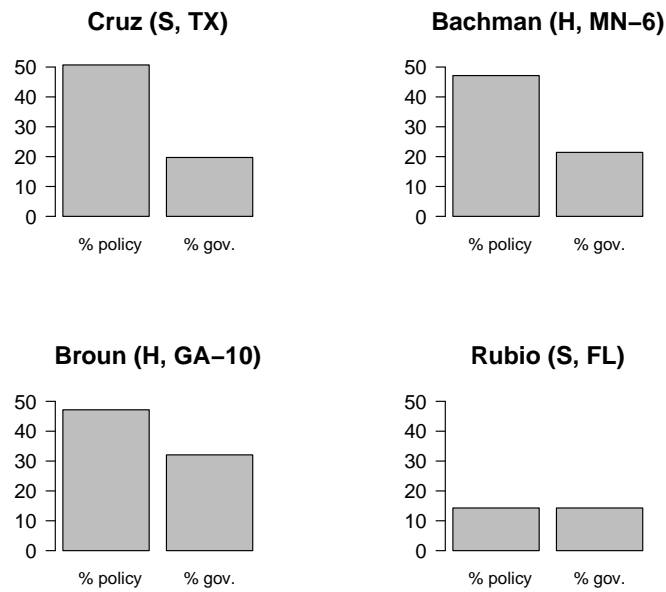 Cruz (S, TX)
50
40
30
20
10
0
% policy
% gov.
Bachman (H, MN−6)
50
40
30
20
10
0
% policy
% gov.
Broun (H, GA−10)
50
40
30
20
10
0
% policy
% gov.
Rubio (S, FL)
50
40
30
20
10
0
% policy
% gov.